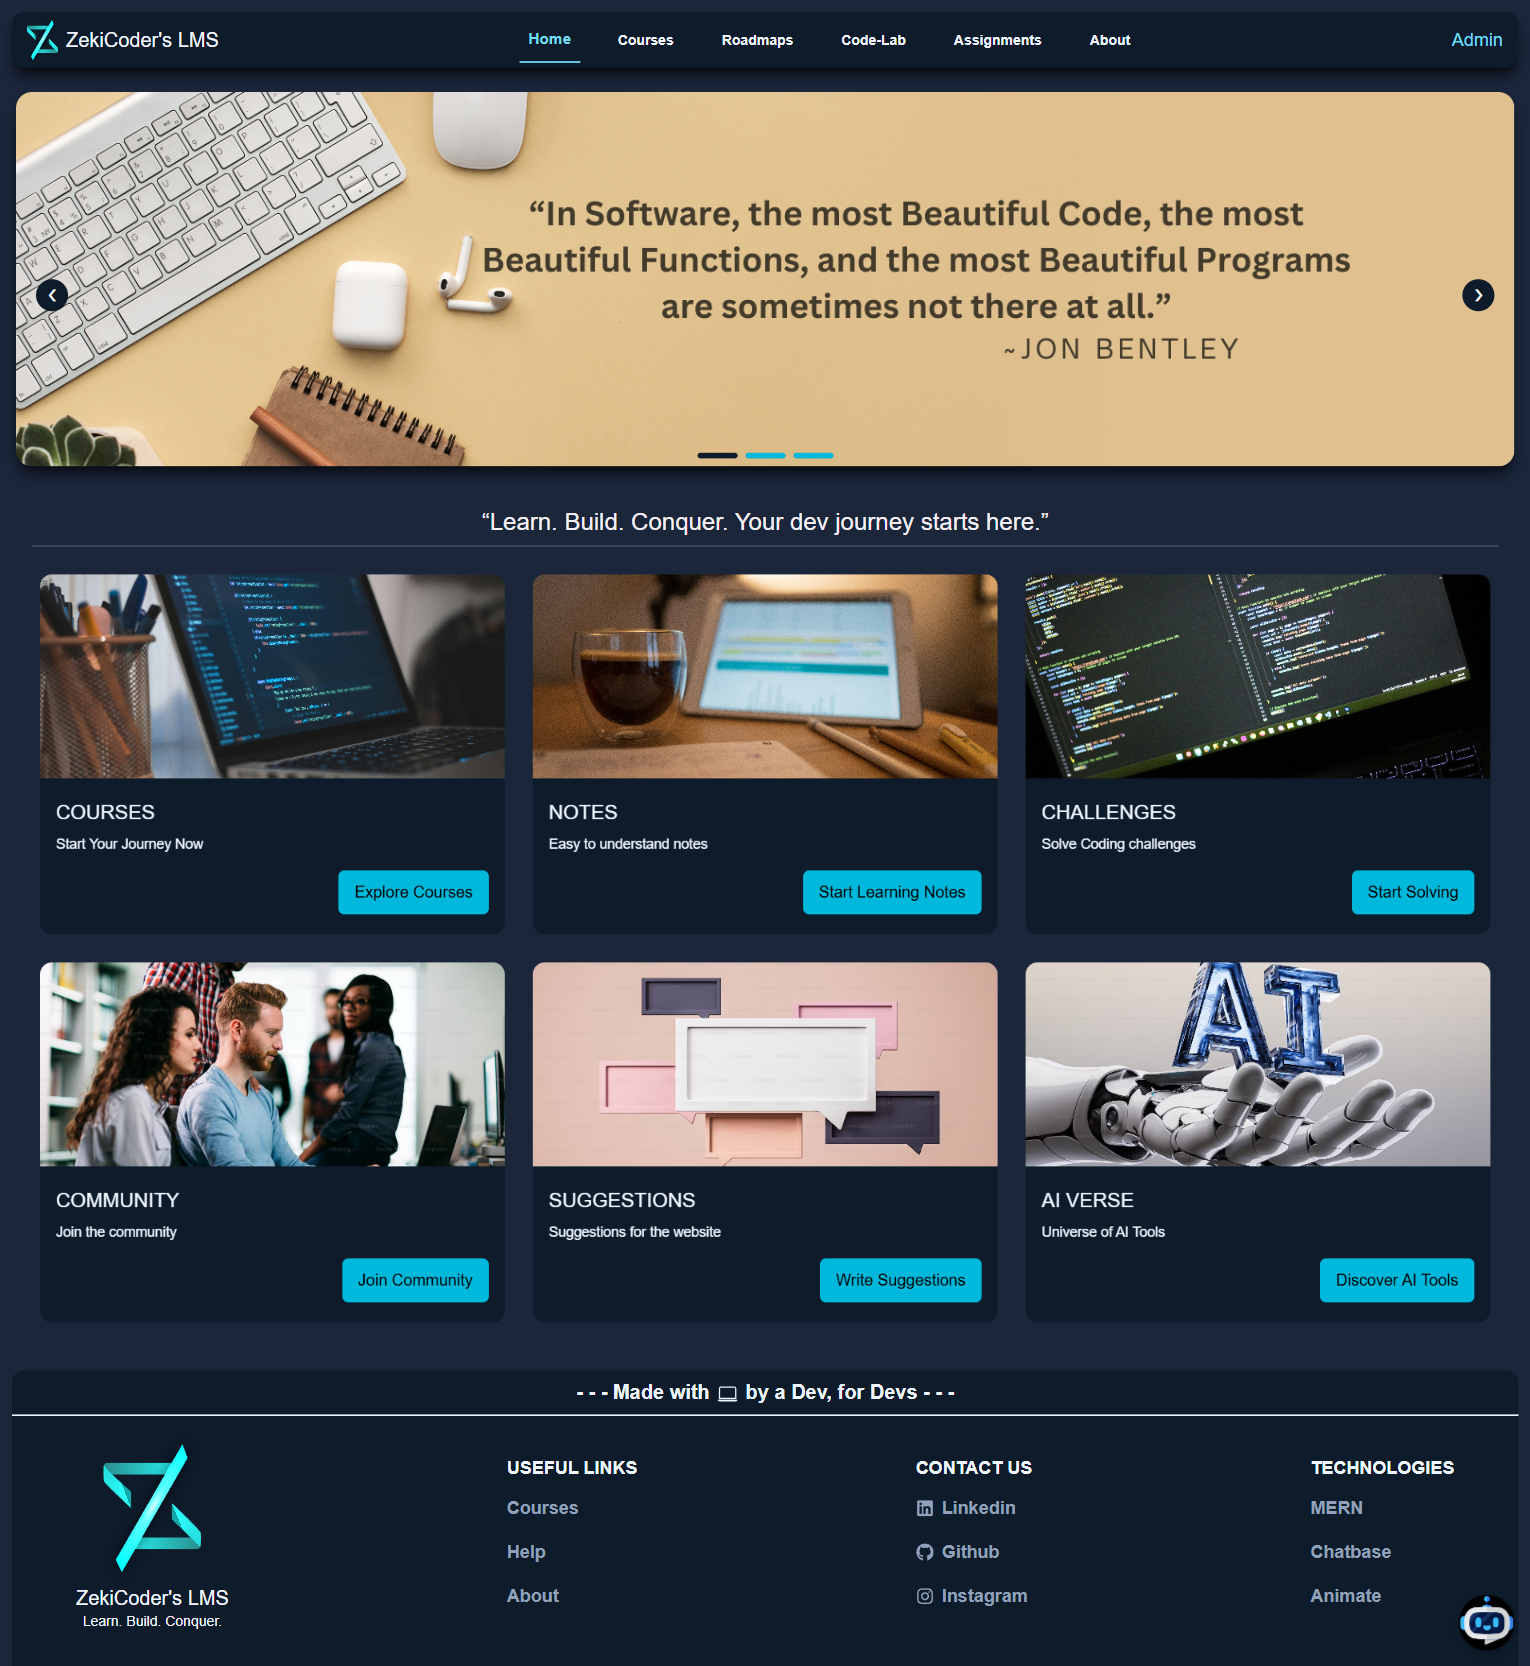 ZekiCoder's LMS
Home Courses Roadmaps Code-Lab Assignments About
Admin
“In Software, the most Beautiful Code, the most
Beautiful Functions, and the most Beautiful Programs
are sometimes not there at all.”
~JON BENTLEY
“Learn. Build. Conquer. Your dev journey starts here.”
COURSES
Start Your Journey Now
Explore Courses
NOTES
Easy to understand notes
Start Learning Notes
CHALLENGES
Solve Coding challenges
Start Solving
COMMUNITY
Join the community
Join Community
SUGGESTIONS
Suggestions for the website
Write Suggestions
AI
AI VERSE
Universe of AI Tools
Discover AI Tools
- - - Made with by a Dev, for Devs - - -
ZekiCoder's LMS
Learn. Build. Conquer.
USEFUL LINKS
Courses
Help
About
CONTACT US
Linkedin
Github
Instagram
TECHNOLOGIES
MERN
Chatbase
Animate